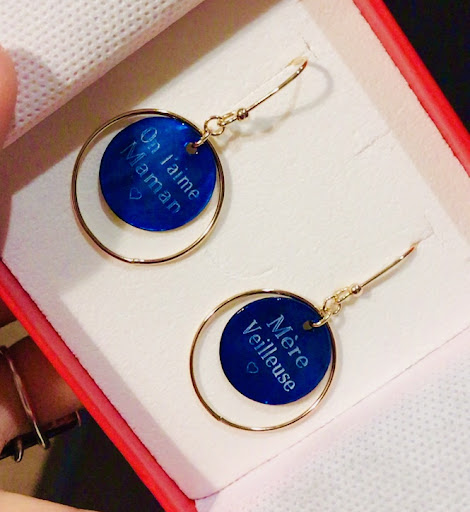 On t'aime
Maman
♡
Mère
Veilleuse
♡